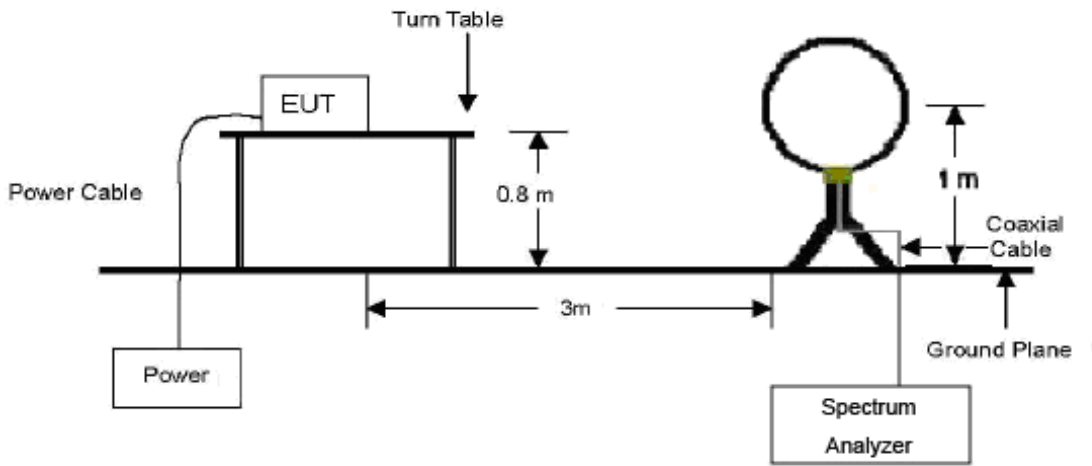 Turn Table
EUT
Power Cable
0.8 m
1 m
Coaxial
Cable
3m
Ground Plane
Power
Spectrum
Analyzer